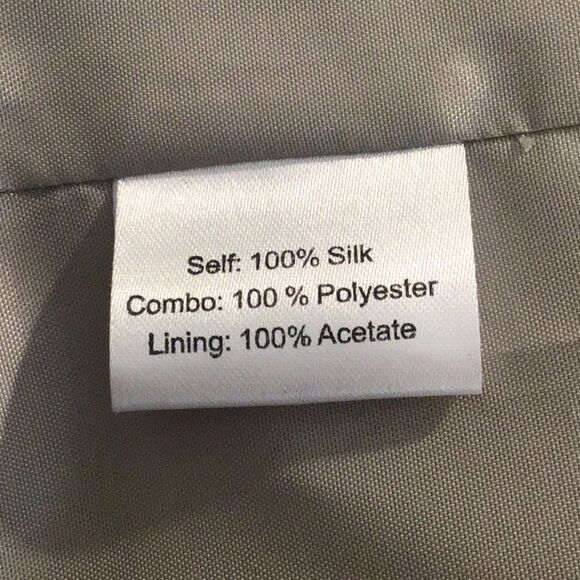 Self: 100% Silk
Combo: 100 % Polyester
Lining: 100% Acetate